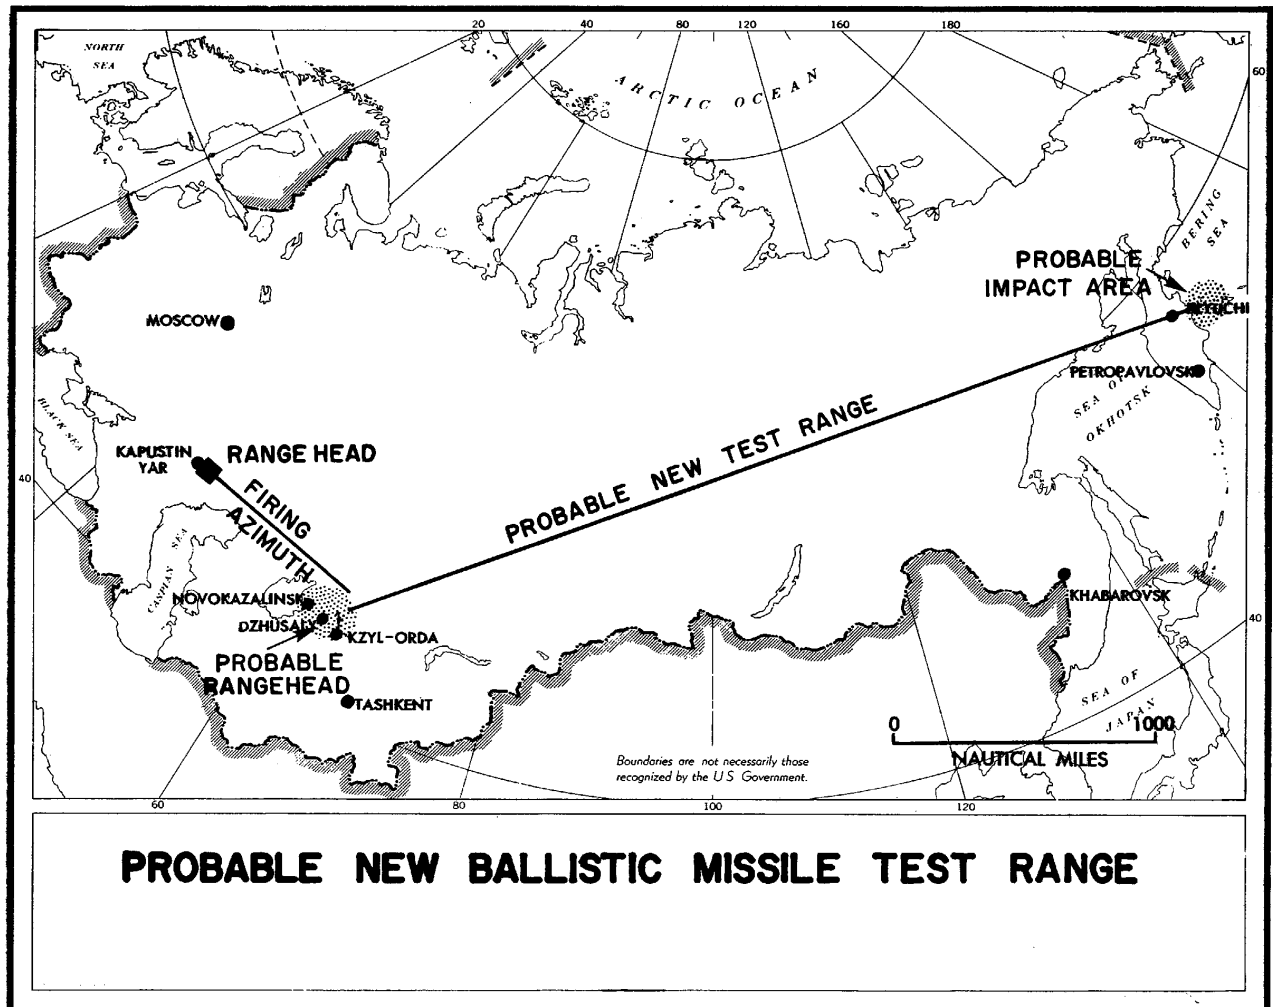 20 40 80 120 160 180
NORTH
SEA
ARCTIC OCEAN
60
BERING
SEA
PROBABLE
IMPACT AREA
MOSCOW
PETROPAVLOVSK
SEA OF
OKHOTSK
BLACK SEA
KAPUSTIN
YAR
RANGE HEAD
40
FIRING
AZIMUTH
PROBABLE NEW TEST RANGE
CASPIAN SEA
NOVOKAZALINSK
DZHUSALY
KZYL-ORDA
KHABAROVSK
40
PROBABLE
RANGEHEAD
TASHKENT
SEA OF
JAPAN
0 1000
NAUTICAL MILES
Boundaries are not necessarily those
recognized by the U S Government.
60 80 100 120
PROBABLE NEW BALLISTIC MISSILE TEST RANGE